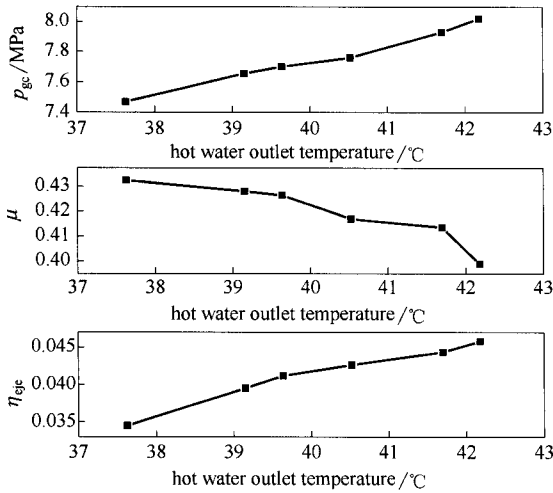 8.0
7.8
7.6
7.4
p_gc/MPa
37 38 39 40 41 42 43
hot water outlet temperature/℃
0.43
0.42
0.41
0.40
μ
37 38 39 40 41 42 43
hot water outlet temperature/℃
0.045
0.040
0.035
η_eje
37 38 39 40 41 42 43
hot water outlet temperature/℃